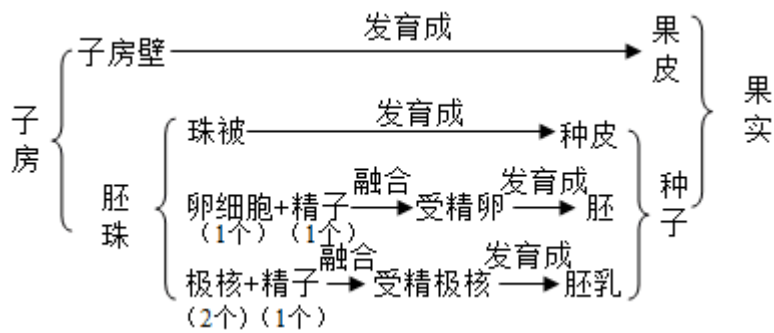 发育成
子房壁 果皮
子房
果实
发育成
珠被 种皮
胚珠
种子
融合 发育成
卵细胞+精子 受精卵 胚
（1个）（1个）
融合 发育成
极核+精子 受精极核 胚乳
（2个）（1个）